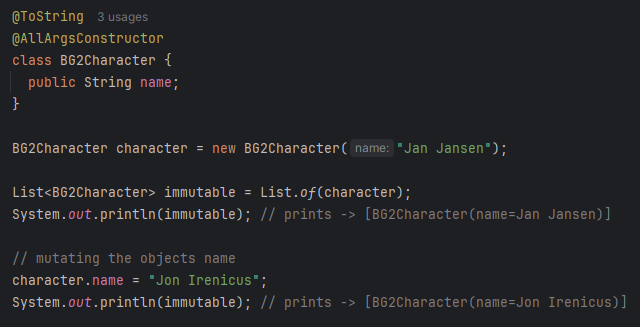 @ToString 3 usages
@AllArgsConstructor
class BG2Character {
public String name;
}
BG2Character character = new BG2Character( name: "Jan Jansen");
List<BG2Character> immutable = List.of(character);
System.out.println(immutable); // prints -> [BG2Character(name=Jan Jansen)]
// mutating the objects name
character.name = "Jon Irenicus";
System.out.println(immutable); // prints -> [BG2Character(name=Jon Irenicus)]